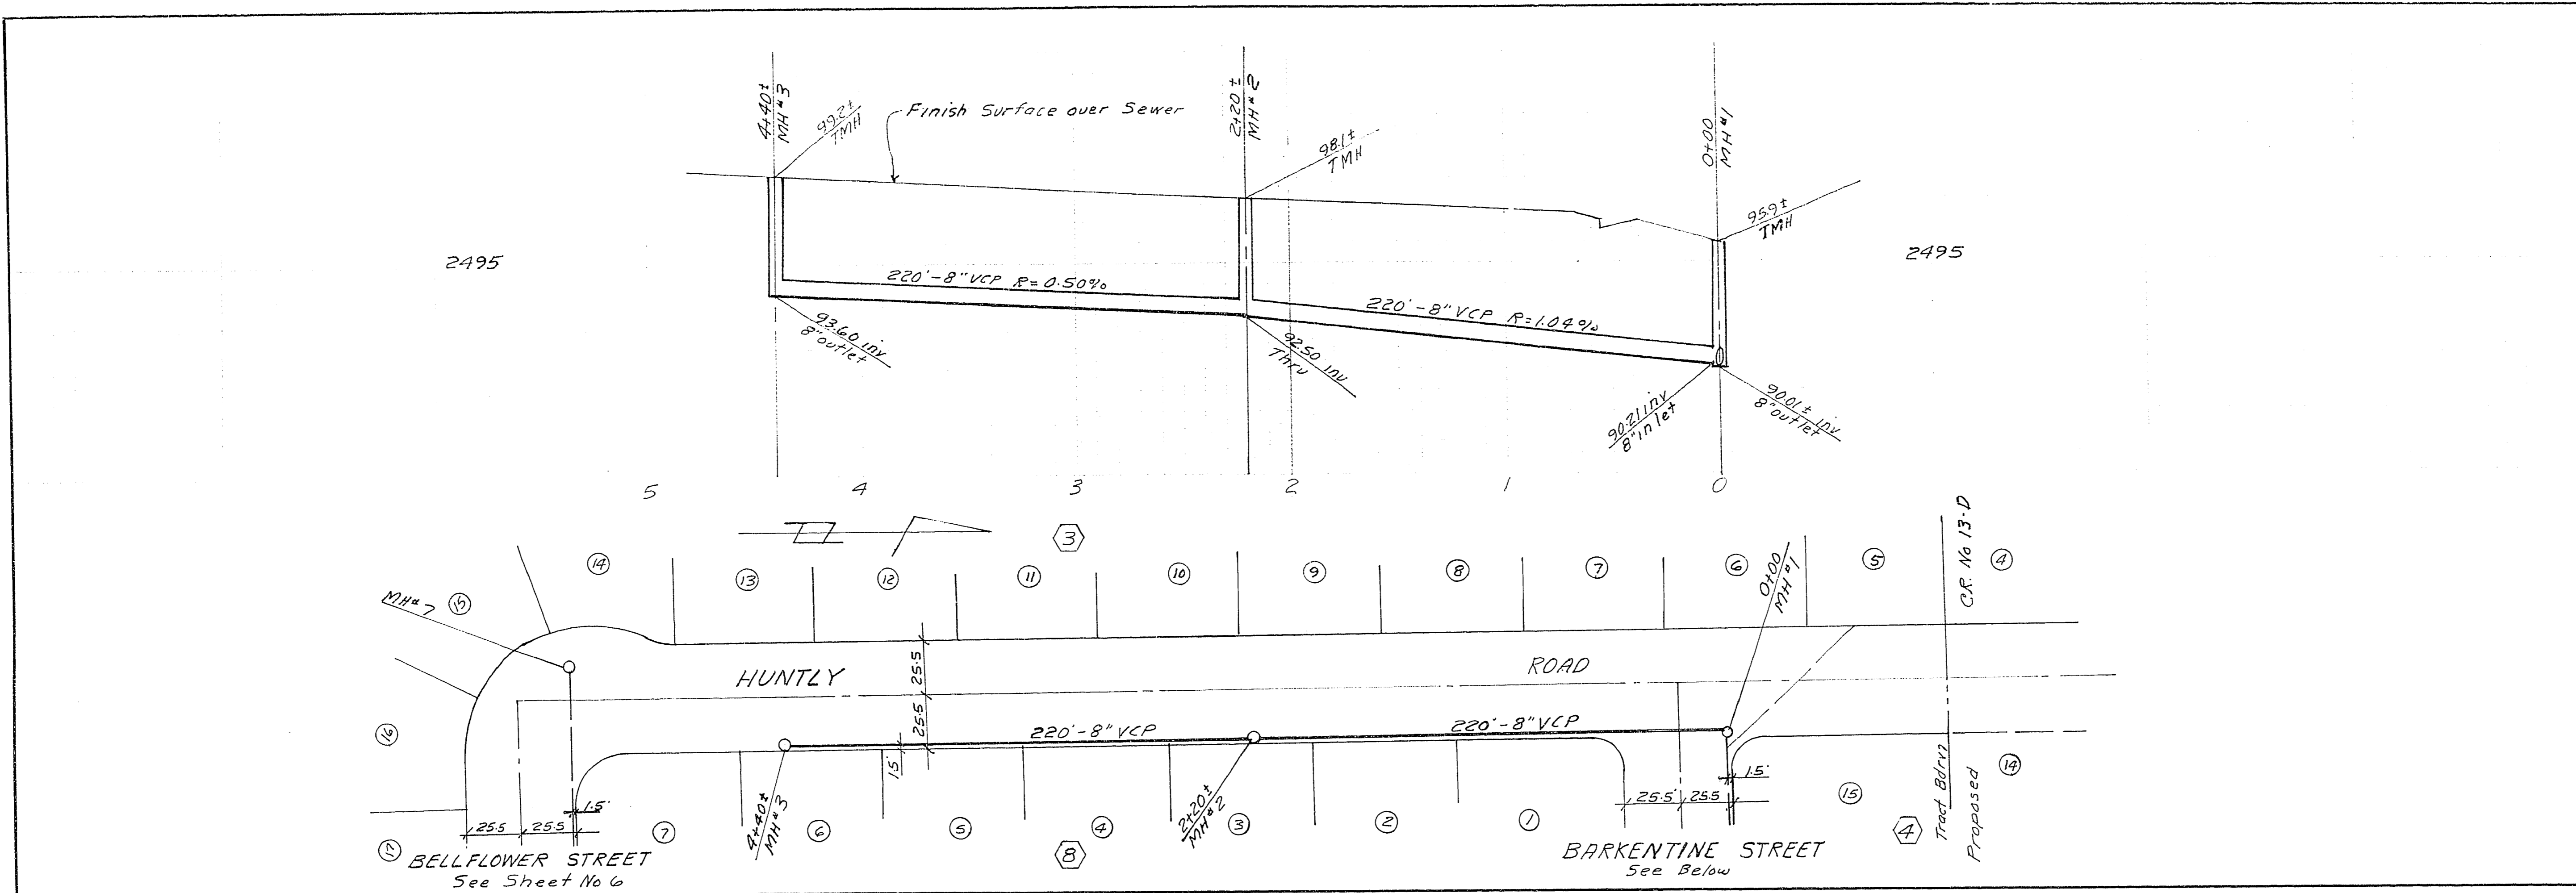 4+40±
MH#3
99.2±
TMH
Finish Surface over Sewer
2+20±
MH#2
98.1±
TMH
0+00
MH#1
95.9±
TMH
2495
2495
220'-8" VCP R=0.50%
220'-8" VCP R=1.04%
93.60 inv
8" outlet
92.50 inv
Thru
90.21 inv
8" inlet
90.01± inv
8" outlet
5 4 3 2 1 0
3
C.R. No 13-D
14 13 12 11 10 9 8 7 6 5 4
MH#7
15
0+00
MH#1
HUNTLY ROAD
25.5
25.5
220'-8" VCP
220'-8" VCP
16
1.5'
4+40±
MH#3
2+20±
MH#2
1.5'
1.5'
25.5 25.5
25.5' 25.5
17
7 6 5 4 3 2 1 15 14
8
4
Tract Bdry
Proposed
BELLFLOWER STREET
See Sheet No 6
BARKENTINE STREET
See Below